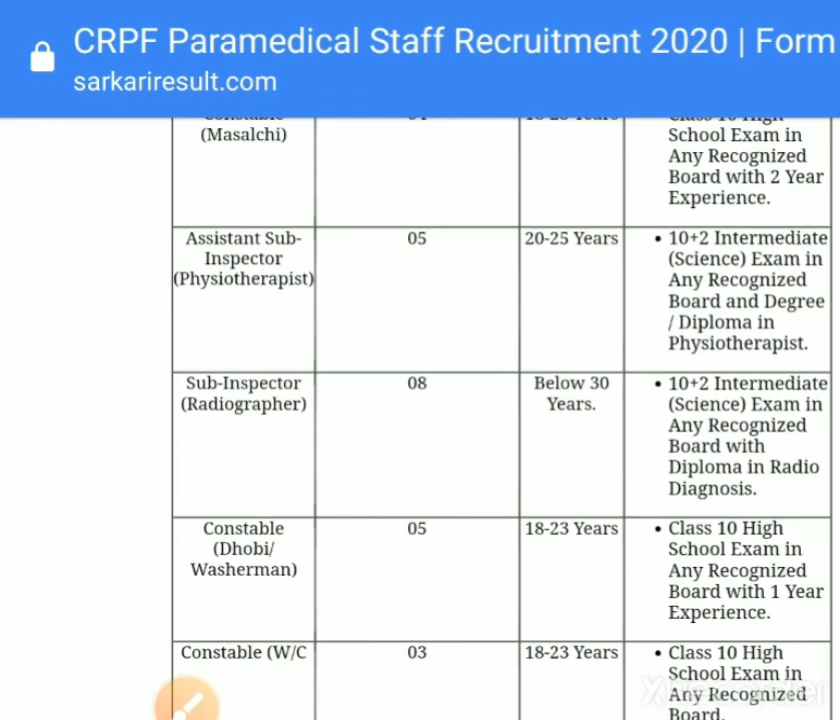 CRPF Paramedical Staff Recruitment 2020 | Form
sarkariresult.com
(Masalchi)
School Exam in
Any Recognized
Board with 2 Year
Experience.
Assistant Sub-
Inspector
(Physiotherapist)
05
20-25 Years
• 10+2 Intermediate
(Science) Exam in
Any Recognized
Board and Degree
/ Diploma in
Physiotherapist.
Sub-Inspector
(Radiographer)
08
Below 30
Years.
• 10+2 Intermediate
(Science) Exam in
Any Recognized
Board with
Diploma in Radio
Diagnosis.
Constable
(Dhobi/
Washerman)
05
18-23 Years
• Class 10 High
School Exam in
Any Recognized
Board with 1 Year
Experience.
Constable (W/C
03
18-23 Years
• Class 10 High
School Exam in
Any Recognized
Board.